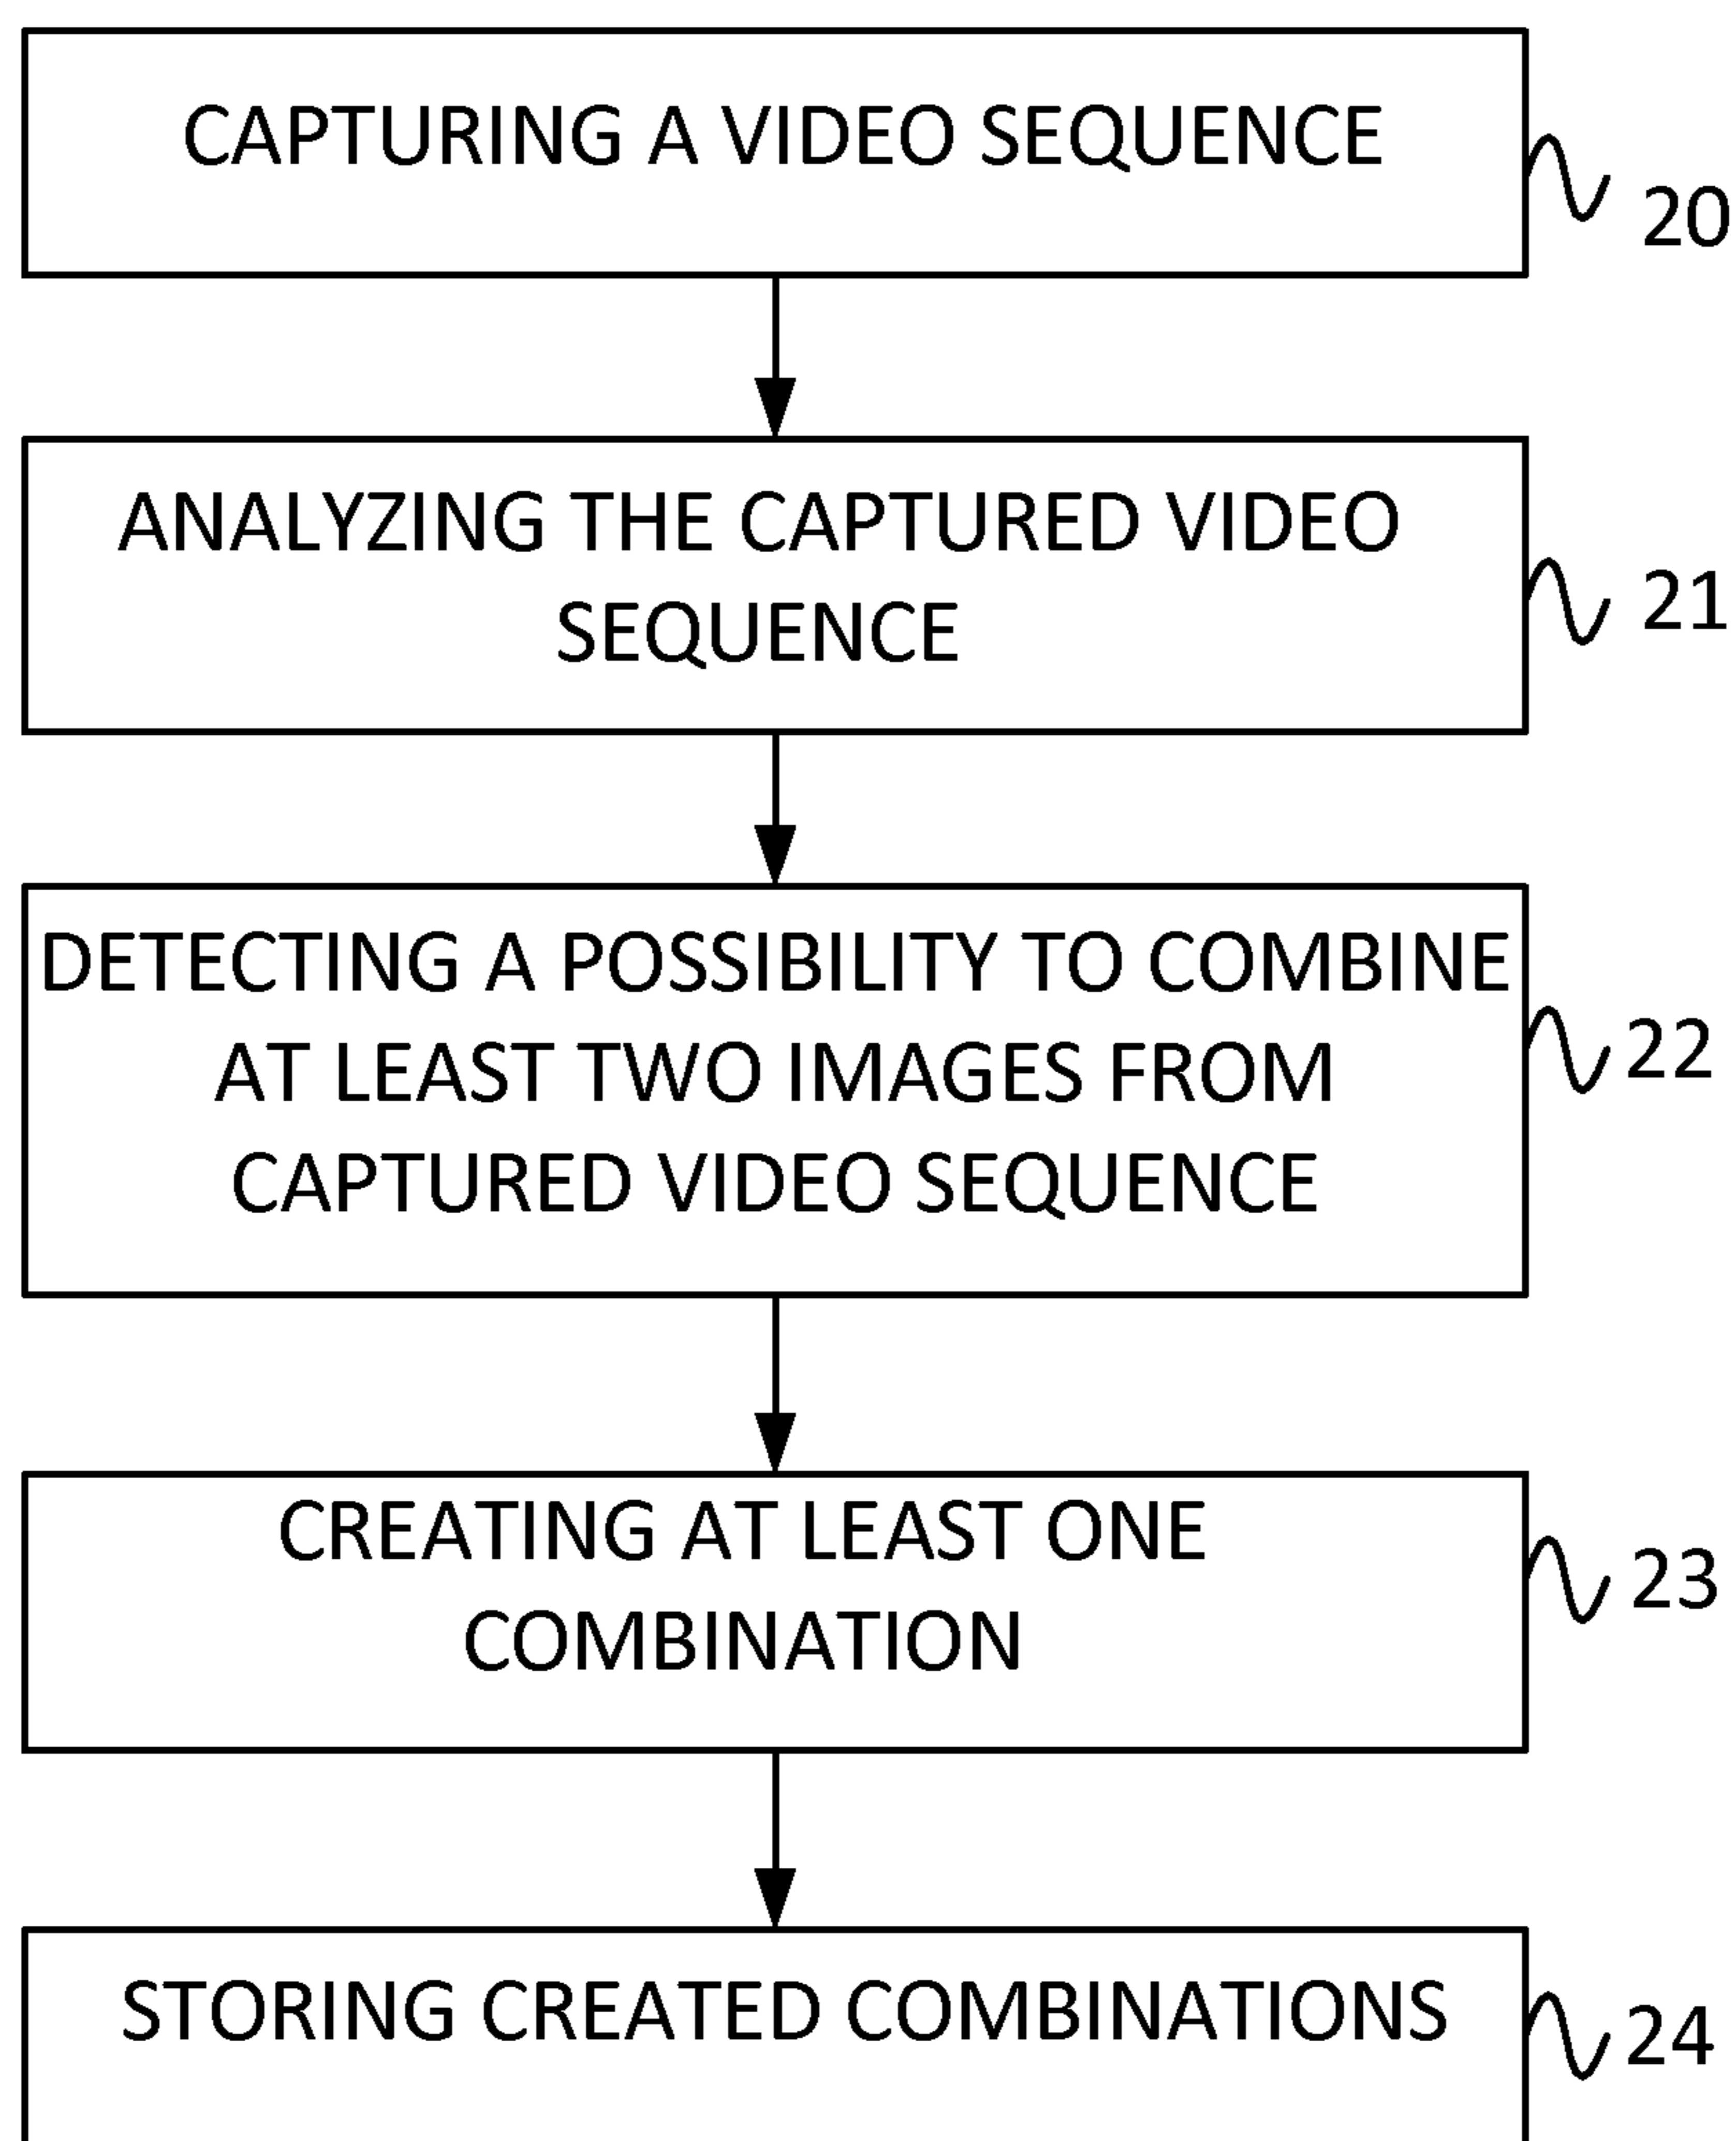 CAPTURING A VIDEO SEQUENCE
20
ANALYZING THE CAPTURED VIDEO
SEQUENCE
21
DETECTING A POSSIBILITY TO COMBINE
AT LEAST TWO IMAGES FROM
CAPTURED VIDEO SEQUENCE
22
CREATING AT LEAST ONE
COMBINATION
23
STORING CREATED COMBINATIONS
24